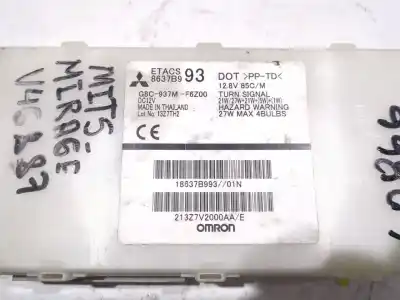 ETACS
8637B9 93
G8C-937M -F6Z00
DC12V
MADE IN THAILAND
Lot. No. 13Z7TH2
CE
DOT >PP-TD<
12.8V 85C/M
TURN SIGNAL
21W/27W+21W+(5W)+(1W)
HAZARD WARNING
27W MAX 4BULBS
18637B993//01N
213Z7V2000AA/E
OMRON
MITS
MIRAGE
V46287